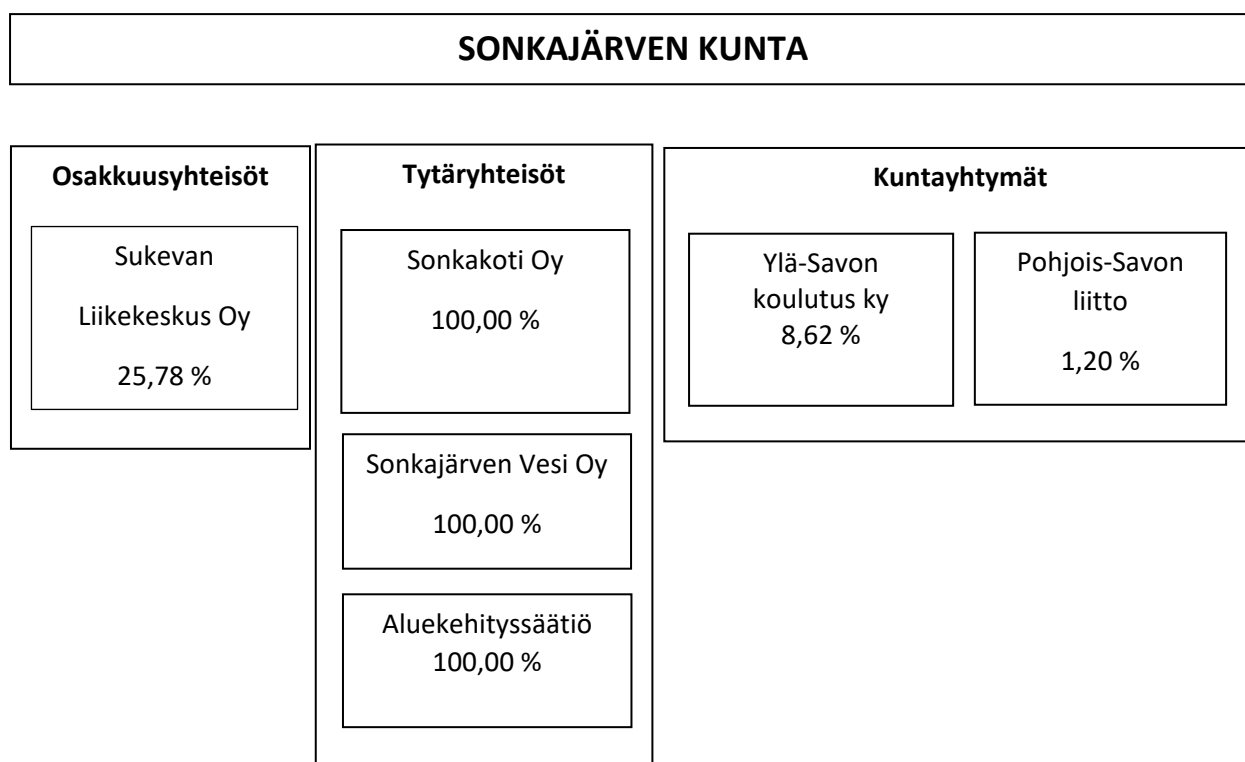 SONKAJÄRVEN KUNTA
Osakkuusyhteisöt
Sukevan
Liikekeskus Oy
25,78 %
Tytäryhteisöt
Sonkakoti Oy
100,00 %
Sonkajärven Vesi Oy
100,00 %
Aluekehityssäätiö
100,00 %
Kuntayhtymät
Ylä-Savon
koulutus ky
8,62 %
Pohjois-Savon
liitto
1,20 %